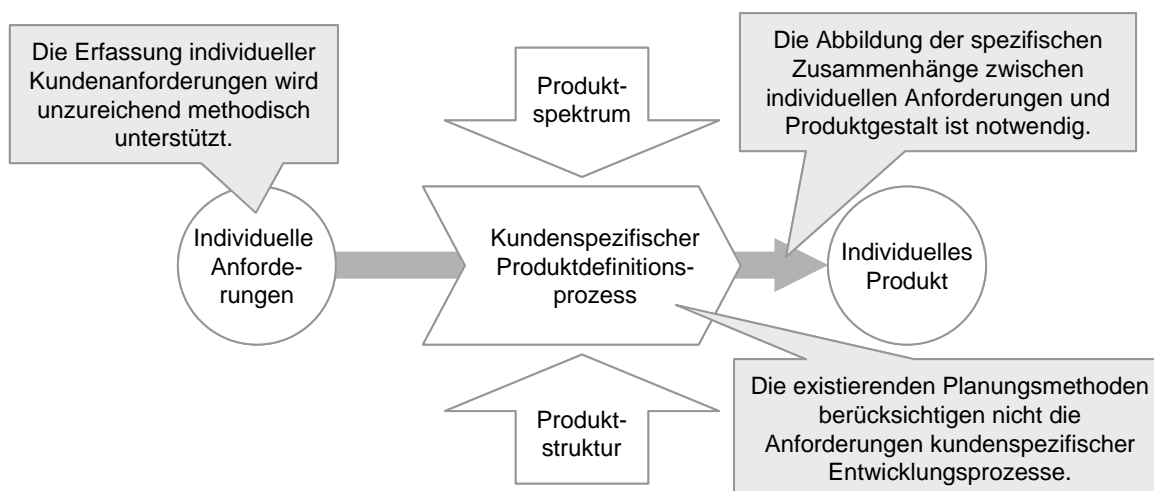 Die Erfassung individueller
Kundenanforderungen wird
unzureichend methodisch
unterstützt.
Produkt-
spektrum
Die Abbildung der spezifischen
Zusammenhänge zwischen
individuellen Anforderungen und
Produktgestalt ist notwendig.
Individuelle
Anforde-
rungen
Kundenspezifischer
Produktdefinitions-
prozess
Individuelles
Produkt
Produkt-
struktur
Die existierenden Planungsmethoden
berücksichtigen nicht die
Anforderungen kundenspezifischer
Entwicklungsprozesse.